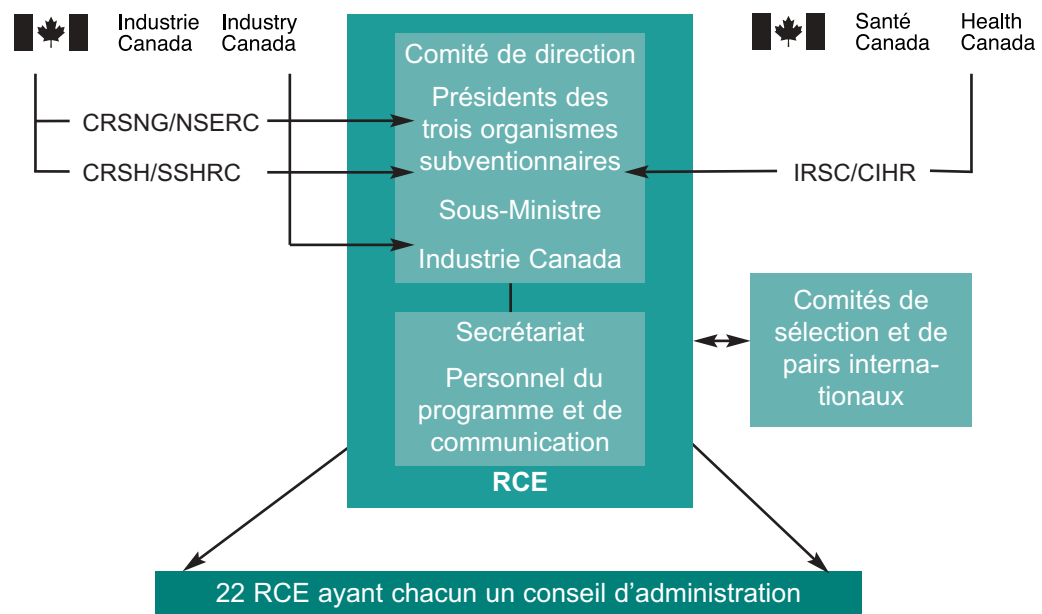 Industrie
Canada
Industry
Canada
Santé
Canada
Health
Canada
Comité de direction
Présidents des
trois organismes
subventionnaires
Sous-Ministre
Industrie Canada
CRSNG/NSERC
CRSH/SSHRC
IRSC/CIHR
Secrétariat
Personnel du
programme et de
communication
RCE
Comités de
sélection et de
pairs interna-
tionaux
22 RCE ayant chacun un conseil d’administration